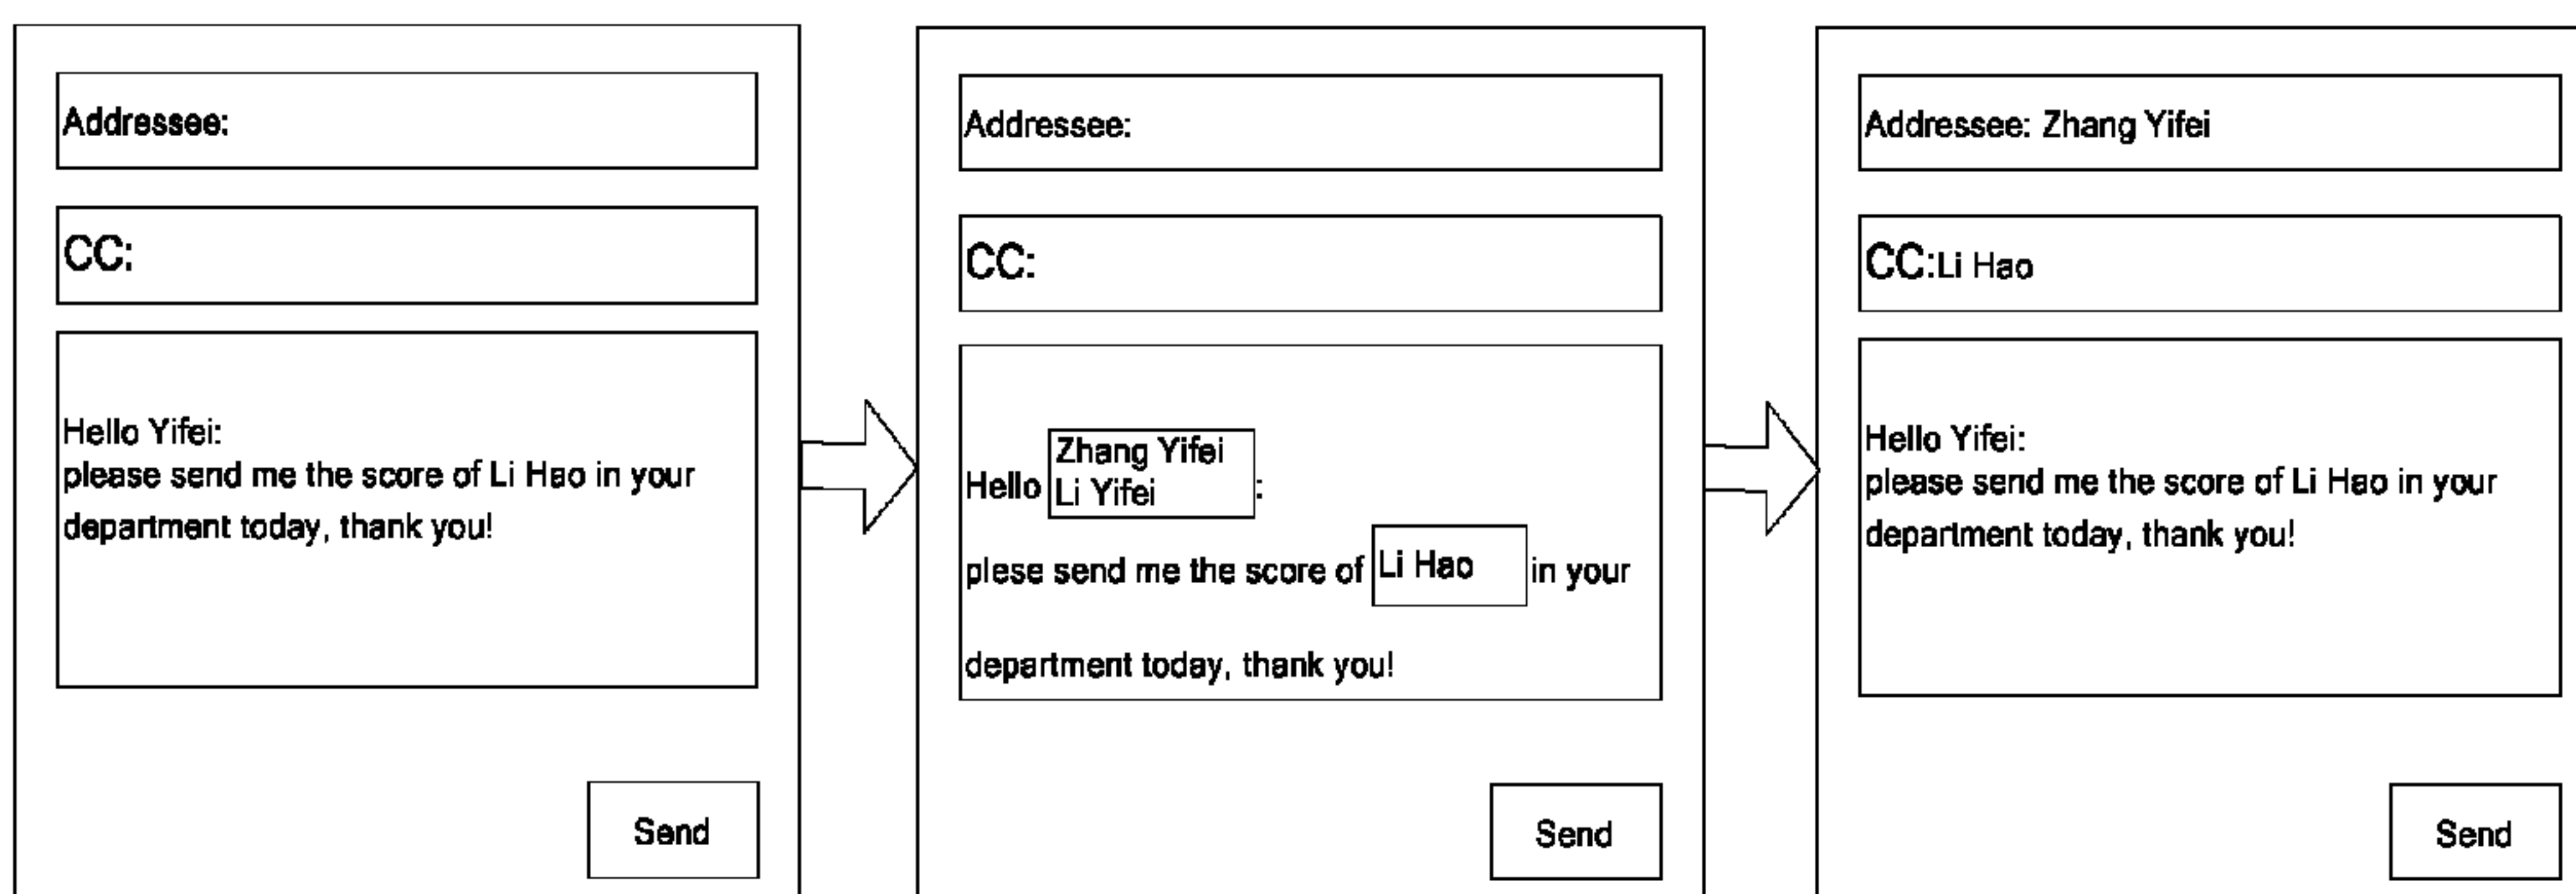 Addressee:
CC:
Hello Yifei:
please send me the score of Li Hao in your
department today, thank you!
Send
Addressee:
CC:
Zhang Yifei
Hello Li Yifei :
plese send me the score of Li Hao in your
department today, thank you!
Send
Addressee: Zhang Yifei
CC:Li Hao
Hello Yifei:
please send me the score of Li Hao in your
department today, thank you!
Send